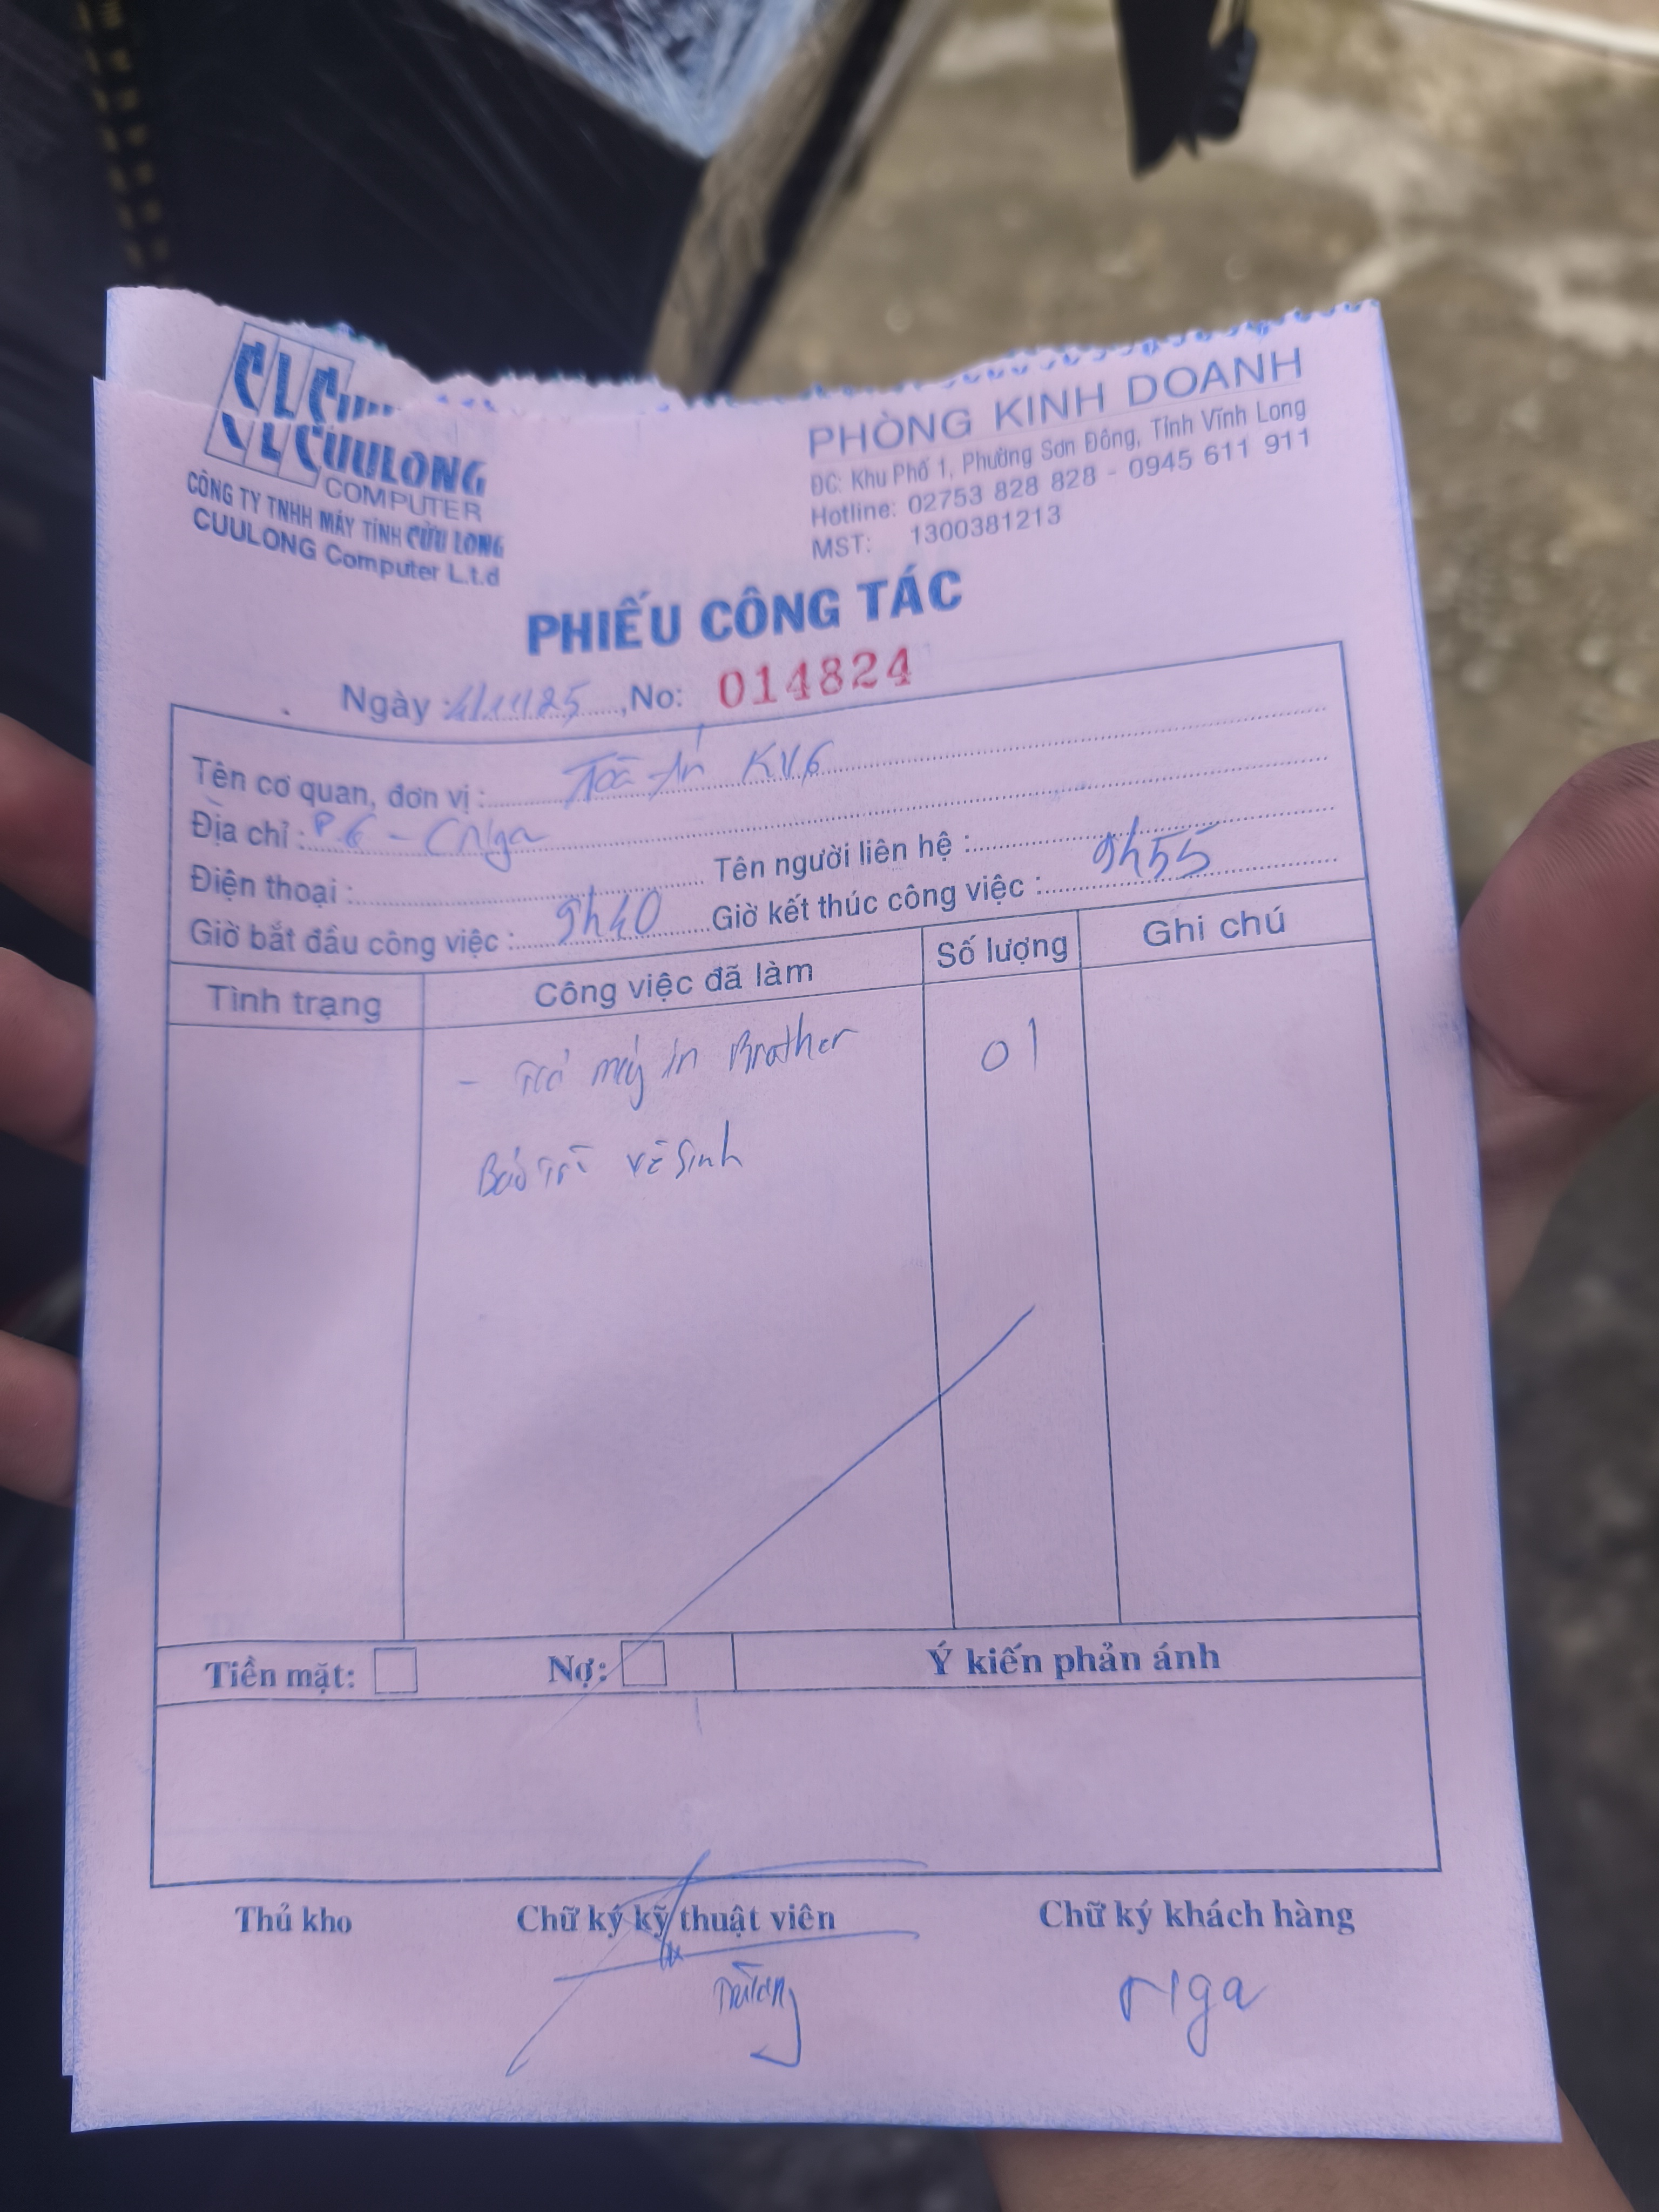 CUULONG
COMPUTER
CÔNG TY TNHH MÁY TÍNH CỬU LONG
CUULONG Computer L.t.d
PHÒNG KINH DOANH
ĐC: Khu Phố 1, Phường Sơn Đông, Tỉnh Vĩnh Long
Hotline: 02753 828 828 - 0945 611 911
MST: 1300381213
PHIẾU CÔNG TÁC
Ngày : No: 014824
Tên cơ quan, đơn vị : Toà Án KV6
Địa chỉ : P.6 - C Nga
Điện thoại : Tên người liên hệ :
Giờ bắt đầu công việc : 9h40 Giờ kết thúc công việc : 9h55
Tình trạng Công việc đã làm Số lượng Ghi chú
- Trả máy in Brother 01
Bảo trì vệ sinh
Tiền mặt: Nợ: Ý kiến phản ánh
Thủ kho Chữ ký kỹ thuật viên Chữ ký khách hàng
Nga